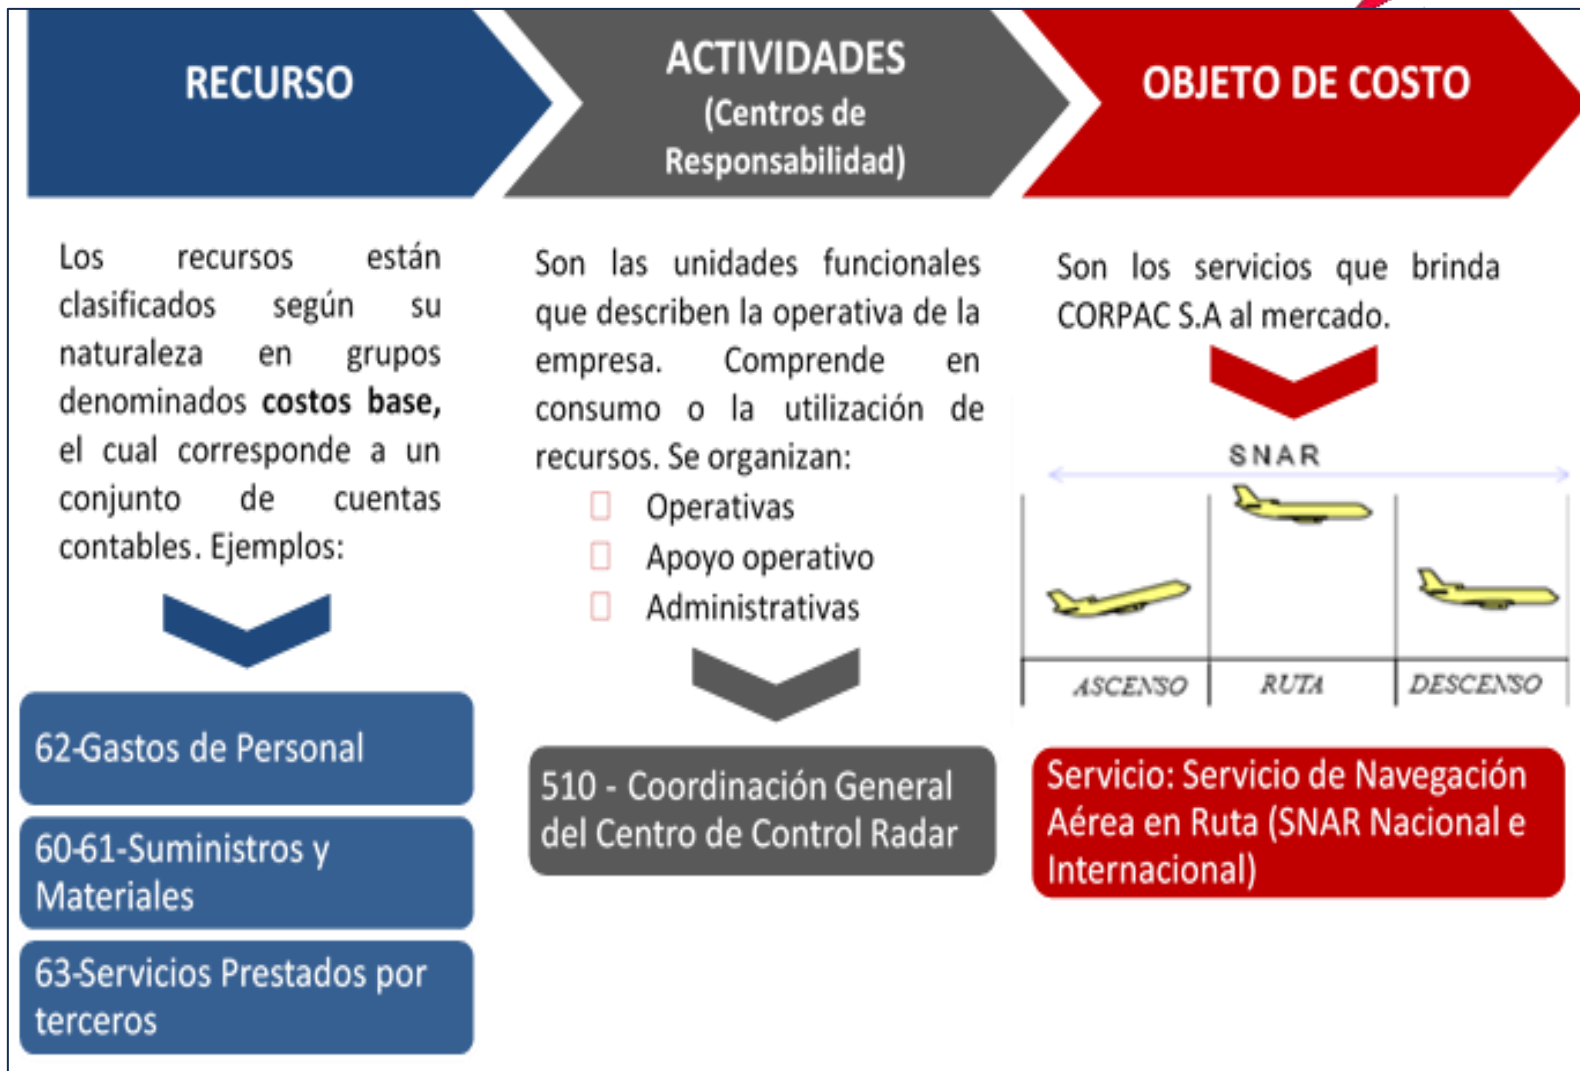 RECURSO
ACTIVIDADES
(Centros de
Responsabilidad)
OBJETO DE COSTO
Los recursos están
clasificados según su
naturaleza en grupos
denominados costos base,
el cual corresponde a un
conjunto de cuentas
contables. Ejemplos:
62-Gastos de Personal
60-61-Suministros y
Materiales
63-Servicios Prestados por
terceros
Son las unidades funcionales
que describen la operativa de la
empresa. Comprende en
consumo o la utilización de
recursos. Se organizan:
Operativas
Apoyo operativo
Administrativas
510 - Coordinación General
del Centro de Control Radar
Son los servicios que brinda
CORPAC S.A al mercado.
SNAR
ASCENSO
RUTA
DESCENSO
Servicio: Servicio de Navegación
Aérea en Ruta (SNAR Nacional e
Internacional)